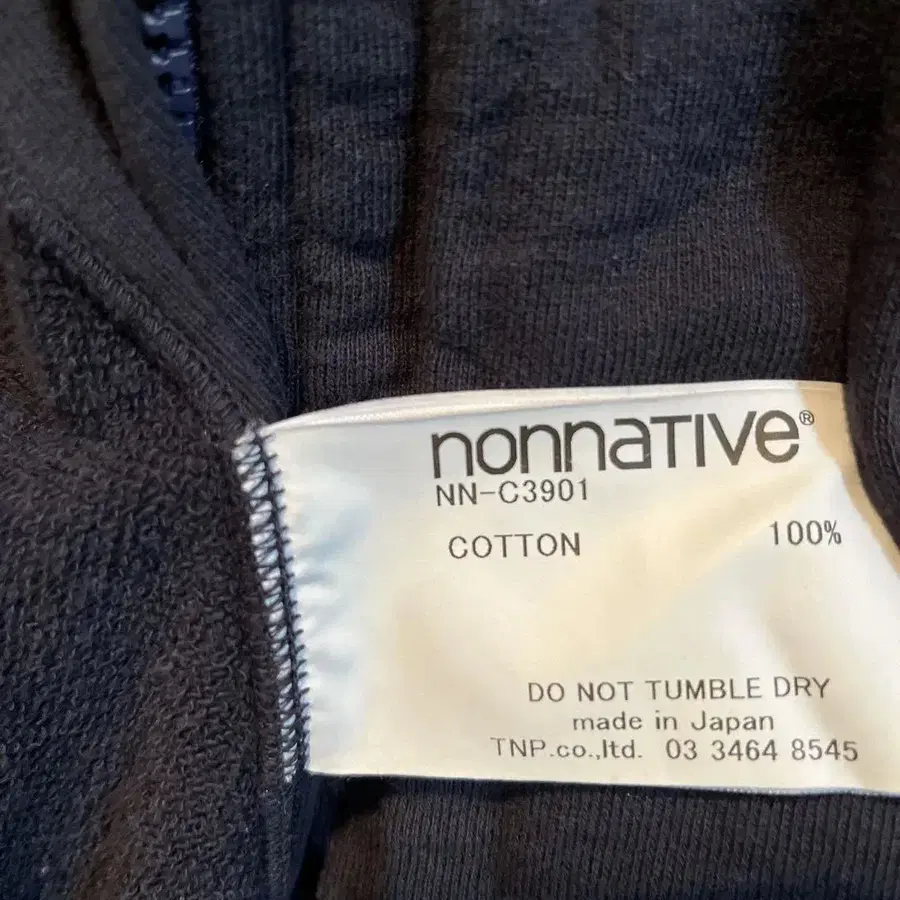 nonnative®
NN-C3901
COTTON 100%
DO NOT TUMBLE DRY
made in Japan
TNP.co.,ltd. 03 3464 8545